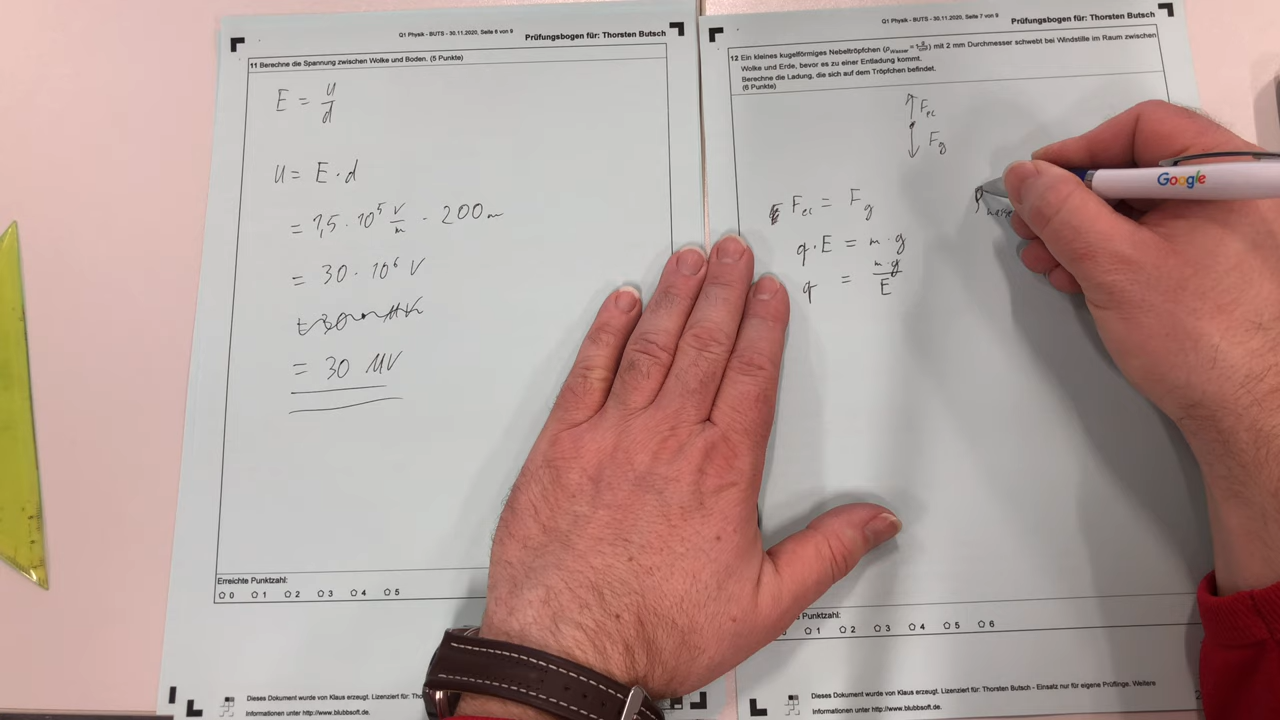 Q1 Physik - BUTS - 30.11.2020, Seite 6 von 9
Prüfungsbogen für: Thorsten Butsch
11 Berechne die Spannung zwischen Wolke und Boden. (5 Punkte)
E = u/d
u = E · d
= 1,5 · 10⁵ V/m · 200m
= 30 · 10⁶ V
= 30 MV
Erreichte Punktzahl:
0 1 2 3 4 5
Dieses Dokument wurde von Klaus erzeugt. Lizenziert für: Tho
Informationen unter http://www.blubbsoft.de.
Q1 Physik - BUTS - 30.11.2020, Seite 7 von 9
Prüfungsbogen für: Thorsten Butsch
12 Ein kleines kugelförmiges Nebeltröpfchen (ρWasser = 1 g/cm³) mit 2 mm Durchmesser schwebt bei Windstille im Raum zwischen
Wolke und Erde, bevor es zu einer Entladung kommt.
Berechne die Ladung, die sich auf dem Tröpfchen befindet.
(6 Punkte)
Fel
Fg
Fel = Fg
ρ
q · E = m · g
q = m · g/E
Google
Punktzahl:
1 2 3 4 5 6
Dieses Dokument wurde von Klaus erzeugt. Lizenziert für: Thorsten Butsch - Einsatz nur für eigene Prüflinge. Weitere
Informationen unter http://www.blubbsoft.de.